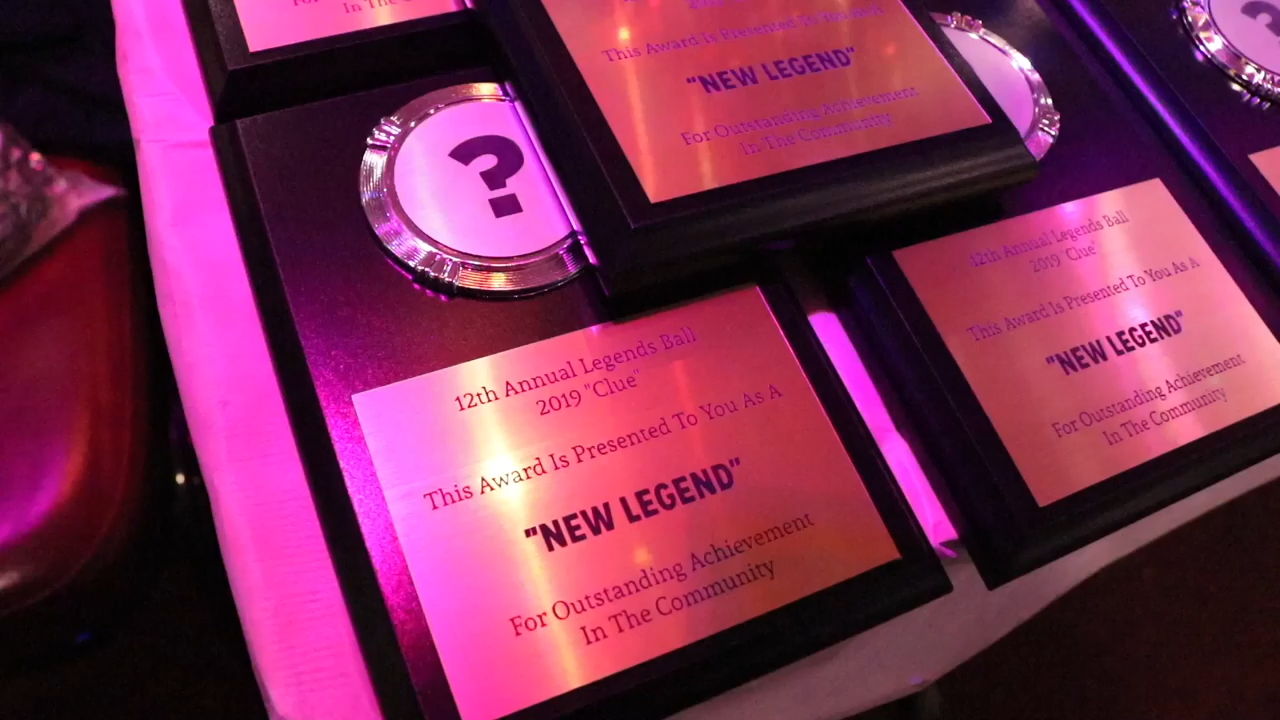 For
In The
This Award Is Presented To You As A
"NEW LEGEND"
For Outstanding Achievement
In The Community
?
?
12th Annual Legends Ball
2019 "Clue"
This Award Is Presented To You As A
"NEW LEGEND"
For Outstanding Achievement
In The Community
12th Annual Legends Ball
2019 "Clue"
This Award Is Presented To You As A
"NEW LEGEND"
For Outstanding Achievement
In The Community